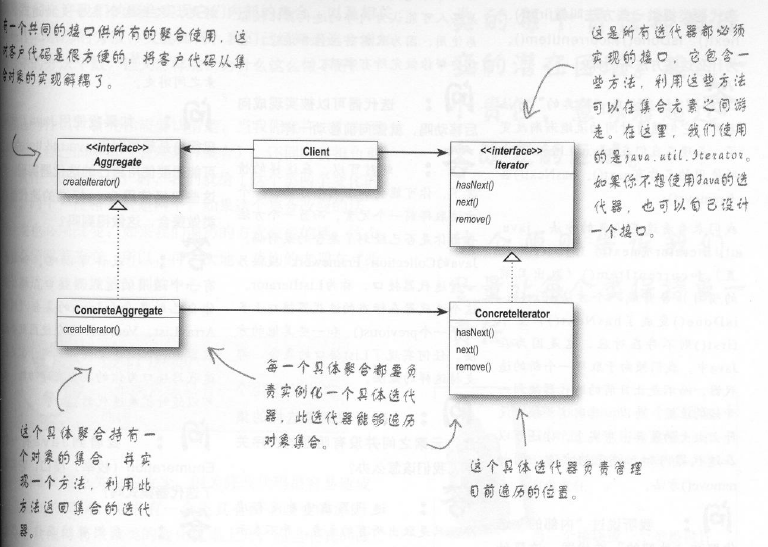 有一个共同的接口供所有的聚合使用，这
对客户代码是很方便的，将客户代码从集
合对象的实现解耦了。
这是所有迭代器都必须
实现的接口，它包含一
些方法，利用这些方法
可以在集合元素之间游
走。在这里，我们使用
的是java.util.Iterator。
如果你不想使用Java的迭
代器，也可以自已设计
一个接口。
<<interface>>
Aggregate
createIterator()
Client
<<interface>>
Iterator
hasNext()
next()
remove()
ConcreteAggregate
createIterator()
ConcreteIterator
hasNext()
next()
remove()
每一个具体聚合都要负
责实例化一个具体迭代
器，此迭代器能够遍历
对象集合。
这个具体聚合持有一
个对象的集合，并实
现一个方法，利用此
方法返回集合的迭代
器。
这个具体迭代器负责管理
目前遍历的位置。